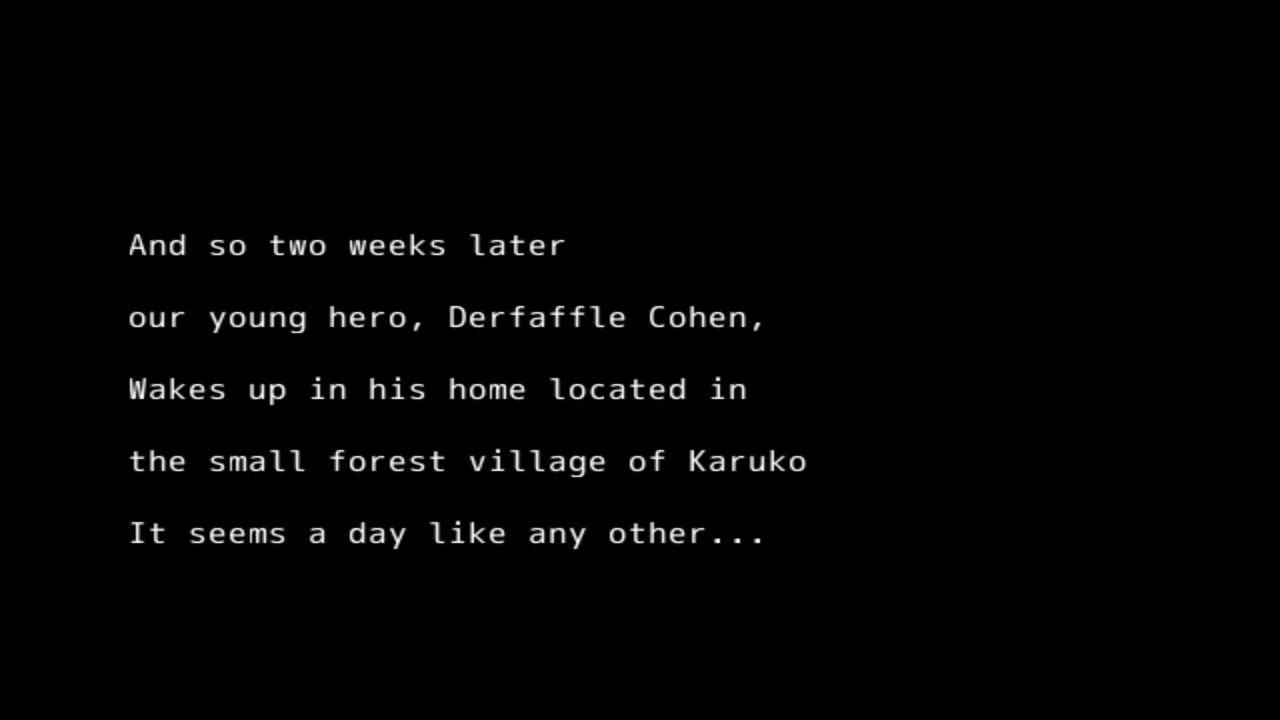 And so two weeks later
our young hero, Derfaffle Cohen,
Wakes up in his home located in
the small forest village of Karuko
It seems a day like any other...